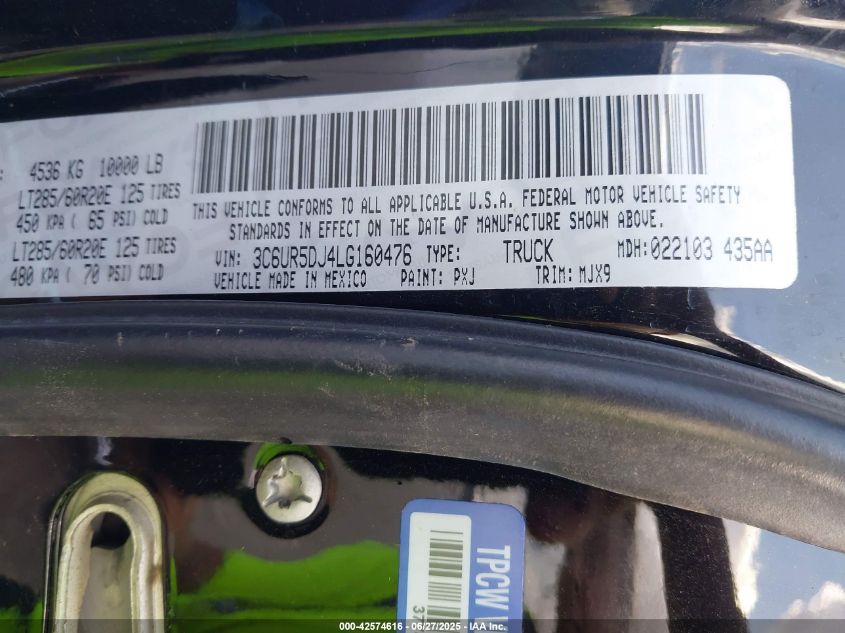 : 4536 KG 10000 LB
LT285/60R20E 125 TIRES
450 KPA ( 65 PSI) COLD
LT285/60R20E 125 TIRES
480 KPA ( 70 PSI) COLD
THIS VEHICLE CONFORMS TO ALL APPLICABLE U.S.A. FEDERAL MOTOR VEHICLE SAFETY
STANDARDS IN EFFECT ON THE DATE OF MANUFACTURE SHOWN ABOVE.
VIN: 3C6UR5DJ4LG160476 TYPE: TRUCK MDH:022103 435AA
VEHICLE MADE IN MEXICO PAINT: PXJ TRIM: MJX9
TPCW
37
000-42574616 - 06/27/2025 - IAA Inc.